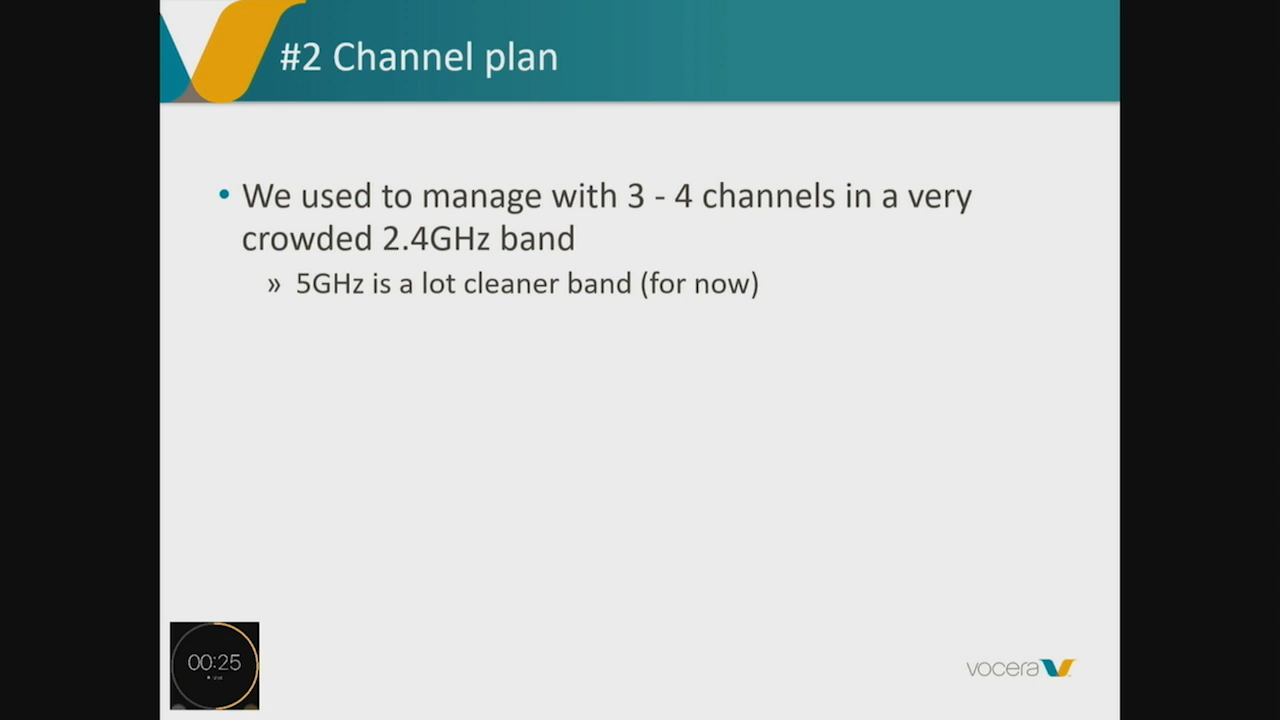 #2 Channel plan
• We used to manage with 3 - 4 channels in a very
crowded 2.4GHz band
» 5GHz is a lot cleaner band (for now)
00:25
vocera